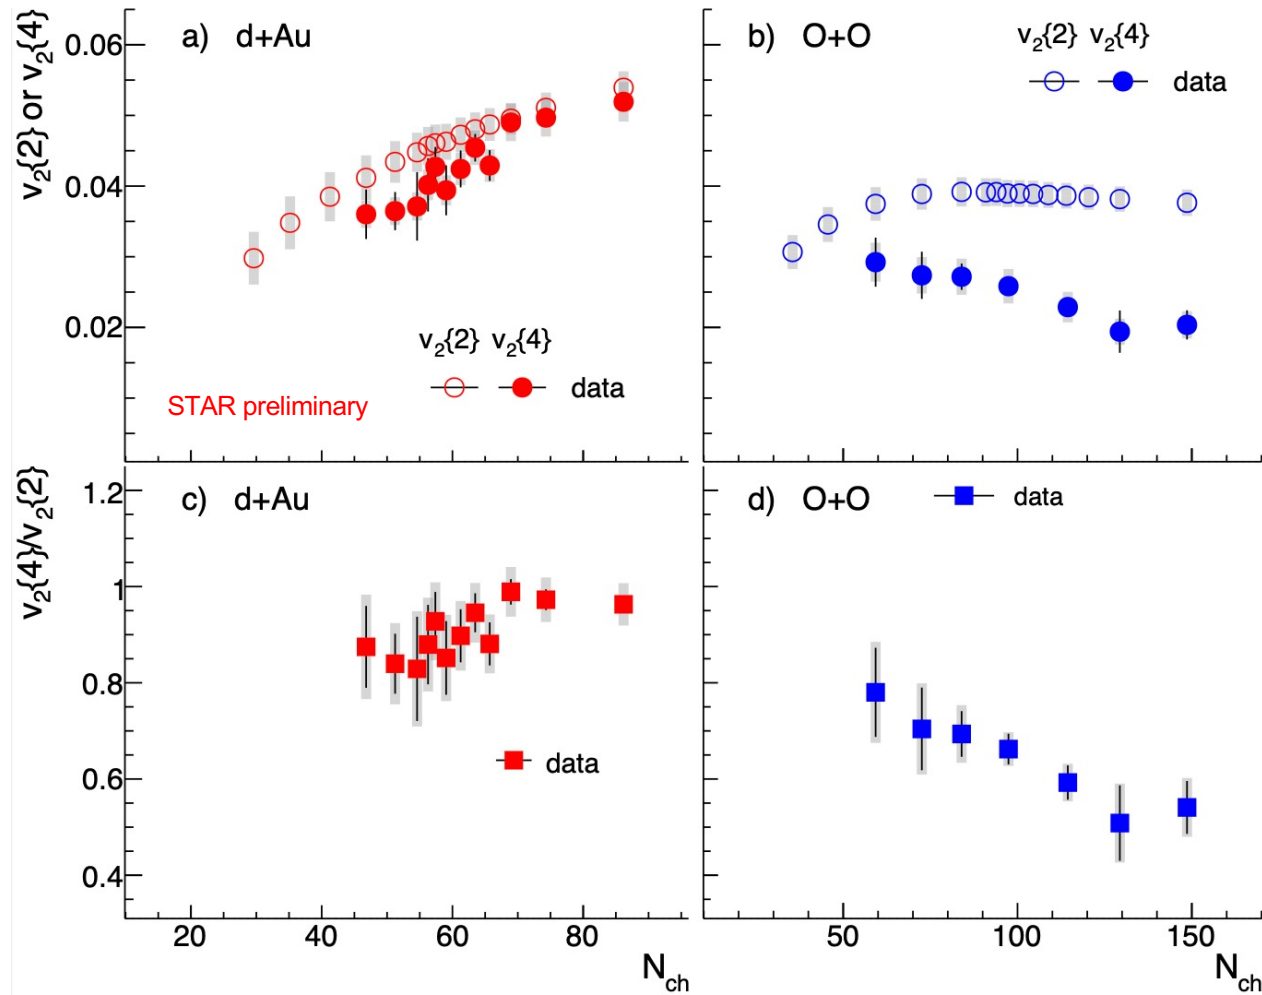 v2{2} or v2{4}
a) d+Au
0.06
0.04
0.02
v2{2} v2{4}
data
STAR preliminary
b) O+O
v2{2} v2{4}
data
v2{4}/v2{2}
c) d+Au
1.2
1
0.8
0.6
0.4
data
20 40 60 80
Nch
d) O+O
data
50 100 150
Nch